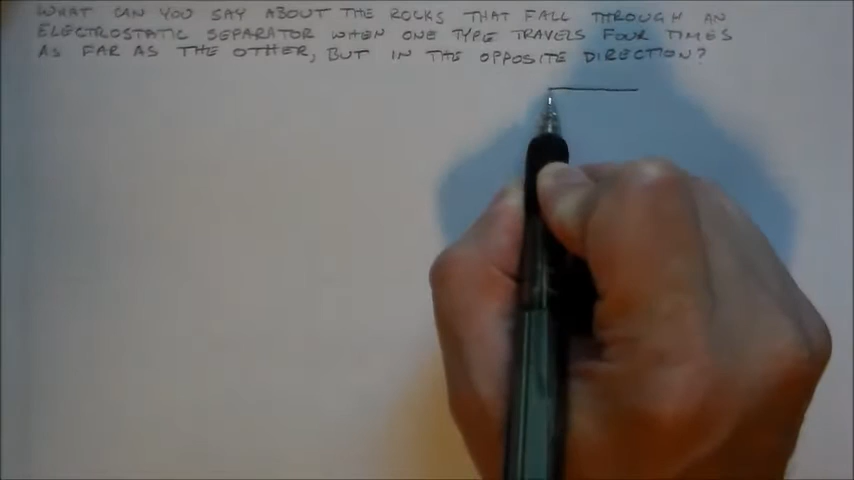 WHAT CAN YOU SAY ABOUT THE ROCKS THAT FALL THROUGH AN
ELECTROSTATIC SEPARATOR WHEN ONE TYPE TRAVELS FOUR TIMES
AS FAR AS THE OTHER, BUT IN THE OPPOSITE DIRECTION?